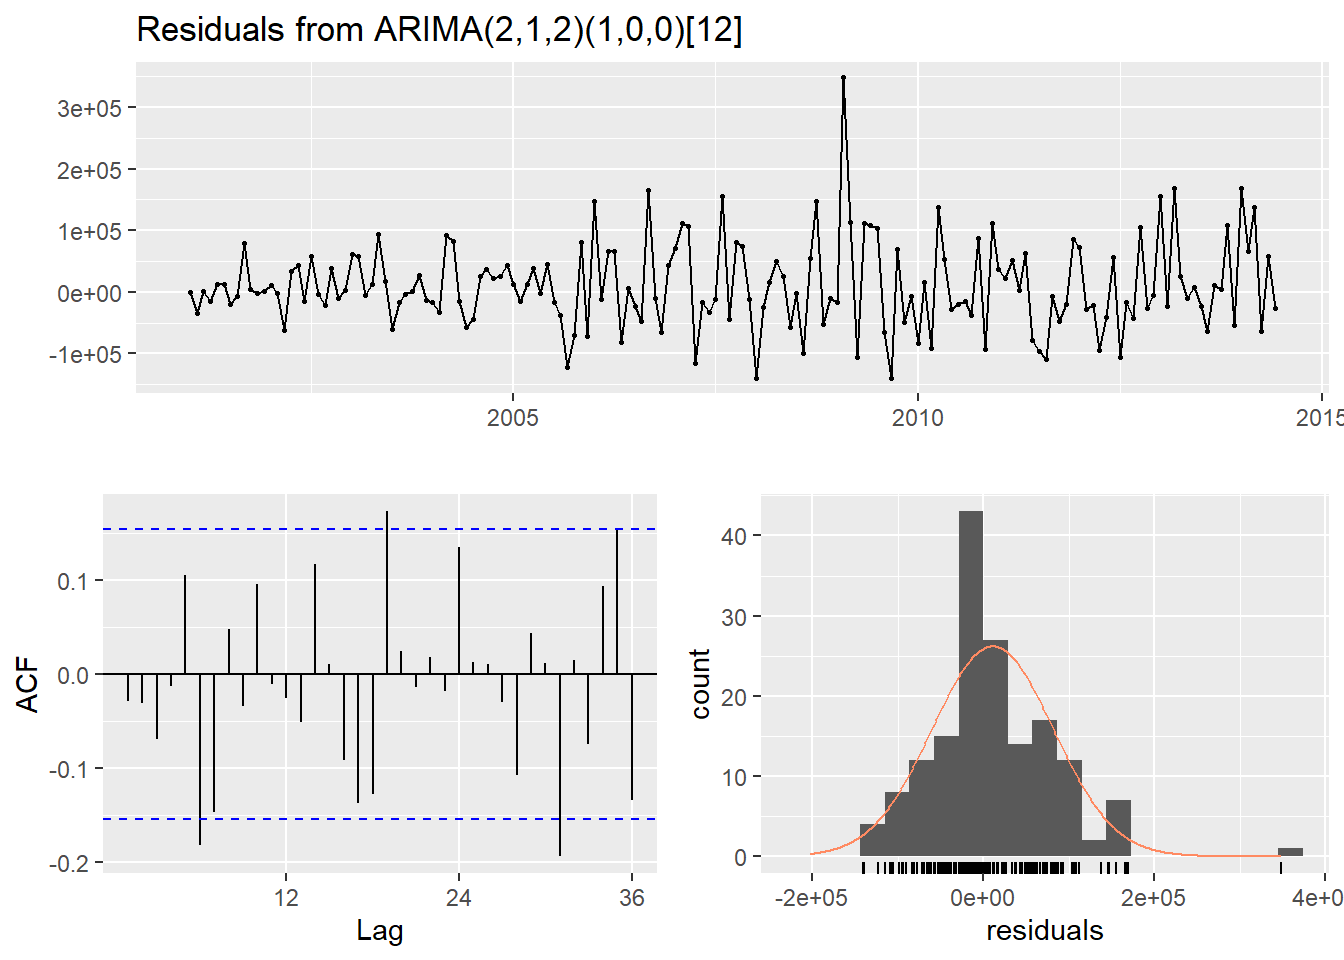 Residuals from ARIMA(2,1,2)(1,0,0)[12]
3e+05
2e+05
1e+05
0e+00
-1e+05
2005 2010 2015
ACF
0.1
0.0
-0.1
-0.2
12 24 36
Lag
count
40
30
20
10
0
-2e+05 0e+00 2e+05 4e+0
residuals